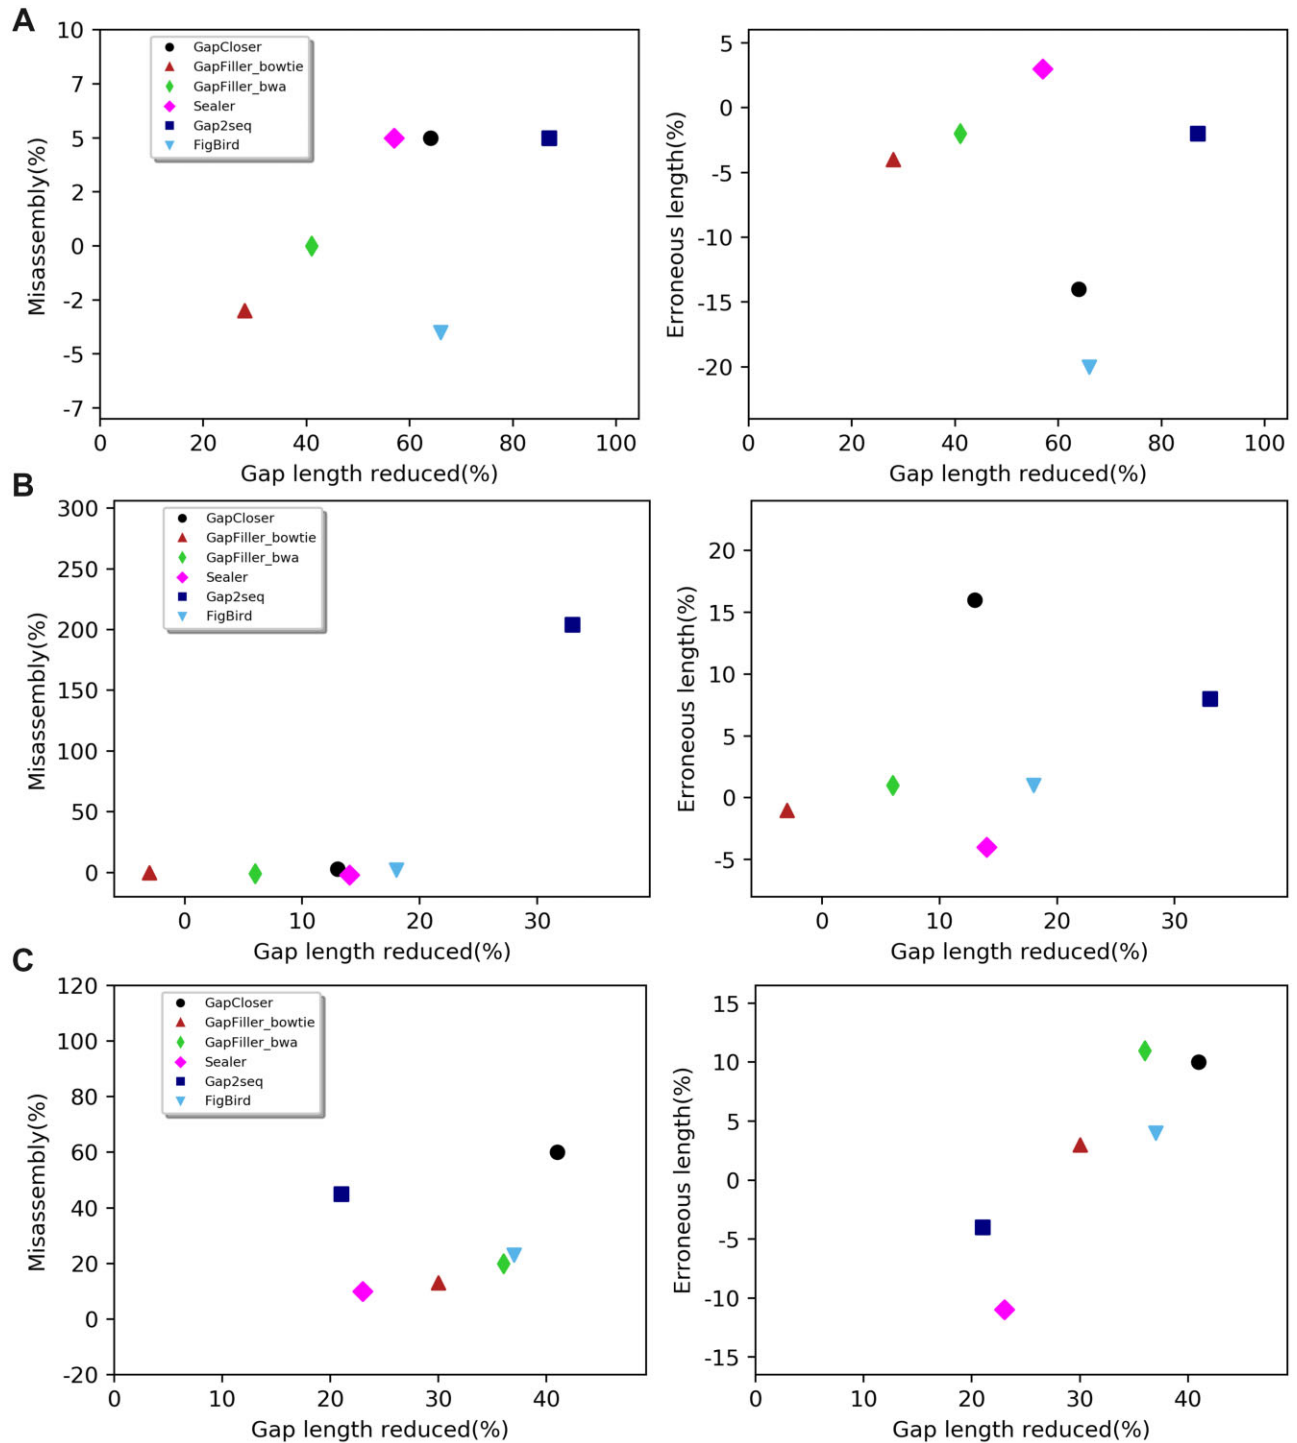 A
10
7
5
2
0
-2
-5
-7
Misassembly(%)
GapCloser
GapFiller_bowtie
GapFiller_bwa
Sealer
Gap2seq
FigBird
0 20 40 60 80 100
Gap length reduced(%)
5
0
-5
-10
-15
-20
Erroneous length(%)
0 20 40 60 80 100
Gap length reduced(%)
B
300
250
200
150
100
50
0
Misassembly(%)
GapCloser
GapFiller_bowtie
GapFiller_bwa
Sealer
Gap2seq
FigBird
0 10 20 30
Gap length reduced(%)
20
15
10
5
0
-5
Erroneous length(%)
0 10 20 30
Gap length reduced(%)
C
120
100
80
60
40
20
0
-20
Misassembly(%)
GapCloser
GapFiller_bowtie
GapFiller_bwa
Sealer
Gap2seq
FigBird
0 10 20 30 40
Gap length reduced(%)
15
10
5
0
-5
-10
-15
Erroneous length(%)
0 10 20 30 40
Gap length reduced(%)